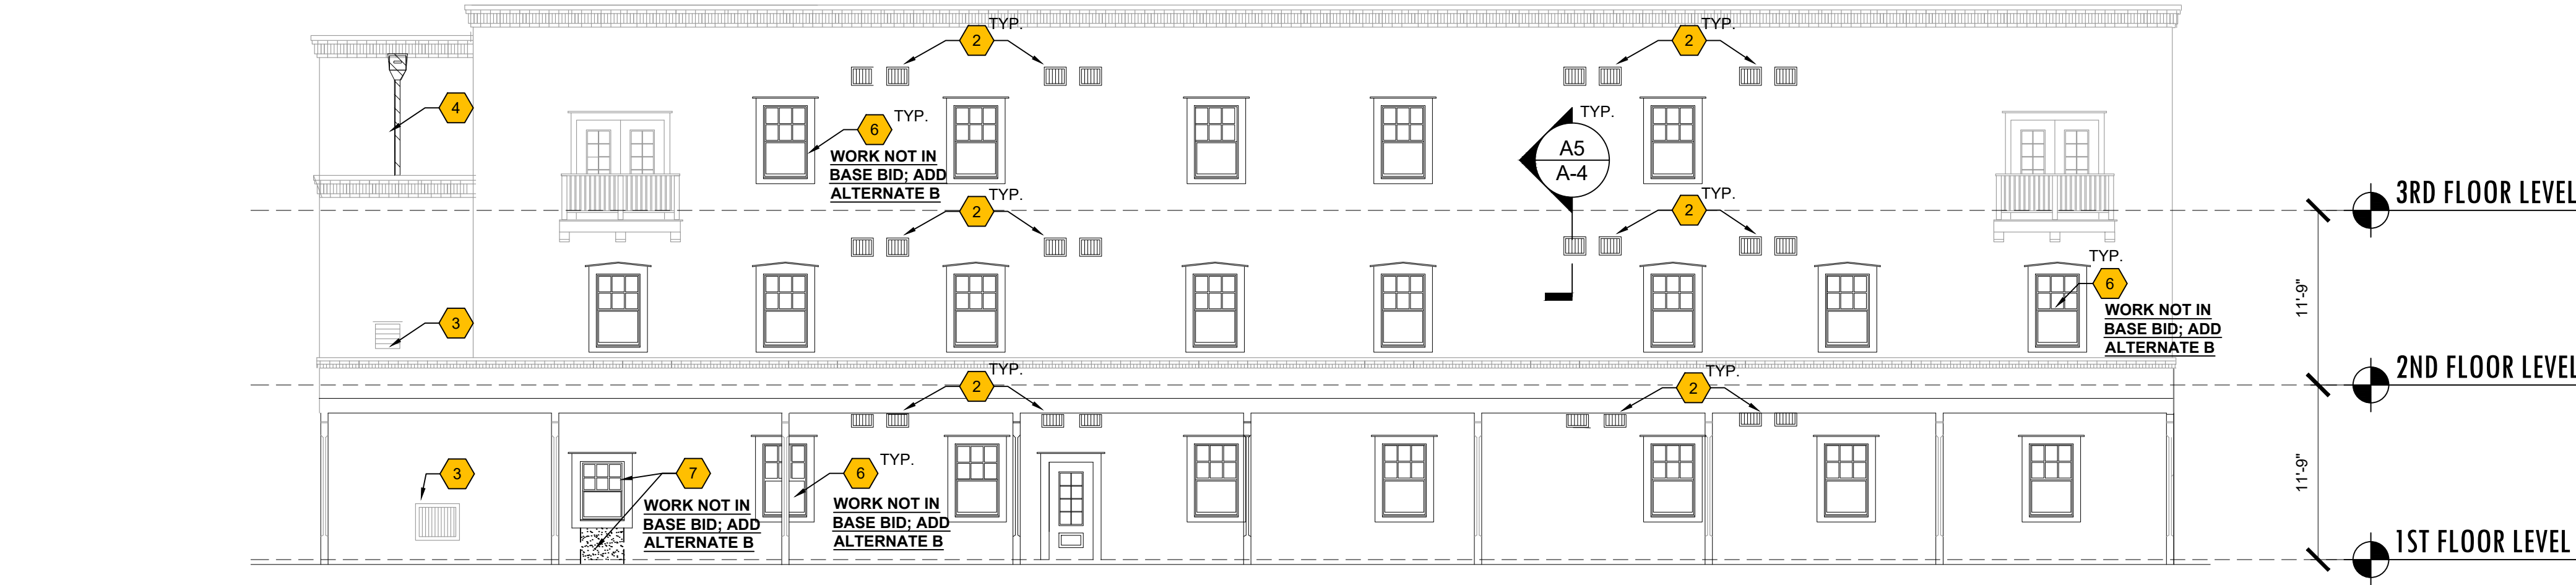 TYP.
2
TYP.
2
4
TYP.
6
WORK NOT IN
BASE BID; ADD
ALTERNATE B
TYP.
A5
A-4
TYP.
2
TYP.
2
3RD FLOOR LEVEL
3
TYP.
6
WORK NOT IN
BASE BID; ADD
ALTERNATE B
11'-9"
TYP.
2
TYP.
2
2ND FLOOR LEVEL
3
7
WORK NOT IN
BASE BID; ADD
ALTERNATE B
TYP.
6
WORK NOT IN
BASE BID; ADD
ALTERNATE B
11'-9"
1ST FLOOR LEVEL